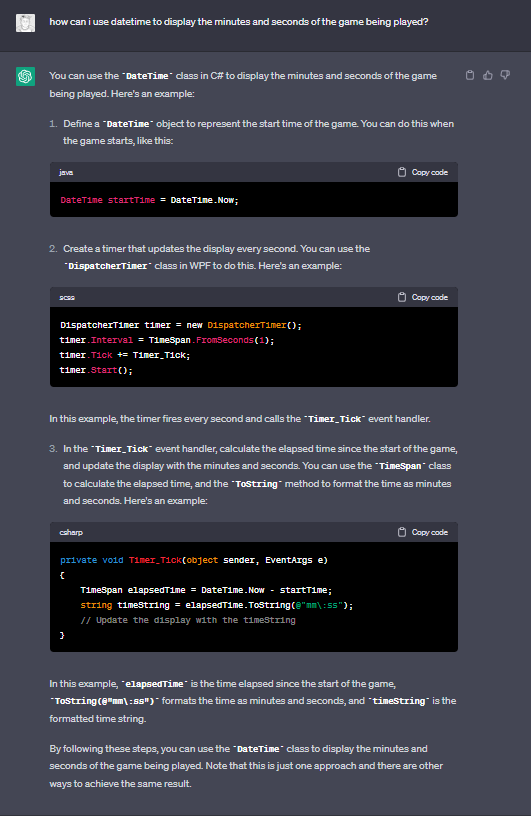 how can i use datetime to display the minutes and seconds of the game being played?
You can use the `DateTime` class in C# to display the minutes and seconds of the game
being played. Here's an example:
1. Define a `DateTime` object to represent the start time of the game. You can do this when
the game starts, like this:
java Copy code
DateTime startTime = DateTime.Now;
2. Create a timer that updates the display every second. You can use the
`DispatcherTimer` class in WPF to do this. Here's an example:
scss Copy code
DispatcherTimer timer = new DispatcherTimer();
timer.Interval = TimeSpan.FromSeconds(1);
timer.Tick += Timer_Tick;
timer.Start();
In this example, the timer fires every second and calls the `Timer_Tick` event handler.
3. In the `Timer_Tick` event handler, calculate the elapsed time since the start of the game,
and update the display with the minutes and seconds. You can use the `TimeSpan` class
to calculate the elapsed time, and the `ToString` method to format the time as minutes
and seconds. Here's an example:
csharp Copy code
private void Timer_Tick(object sender, EventArgs e)
{
TimeSpan elapsedTime = DateTime.Now - startTime;
string timeString = elapsedTime.ToString(@"mm\:ss");
// Update the display with the timeString
}
In this example, `elapsedTime` is the time elapsed since the start of the game,
`ToString(@"mm\:ss")` formats the time as minutes and seconds, and `timeString` is the
formatted time string.
By following these steps, you can use the `DateTime` class to display the minutes and
seconds of the game being played. Note that this is just one approach and there are other
ways to achieve the same result.